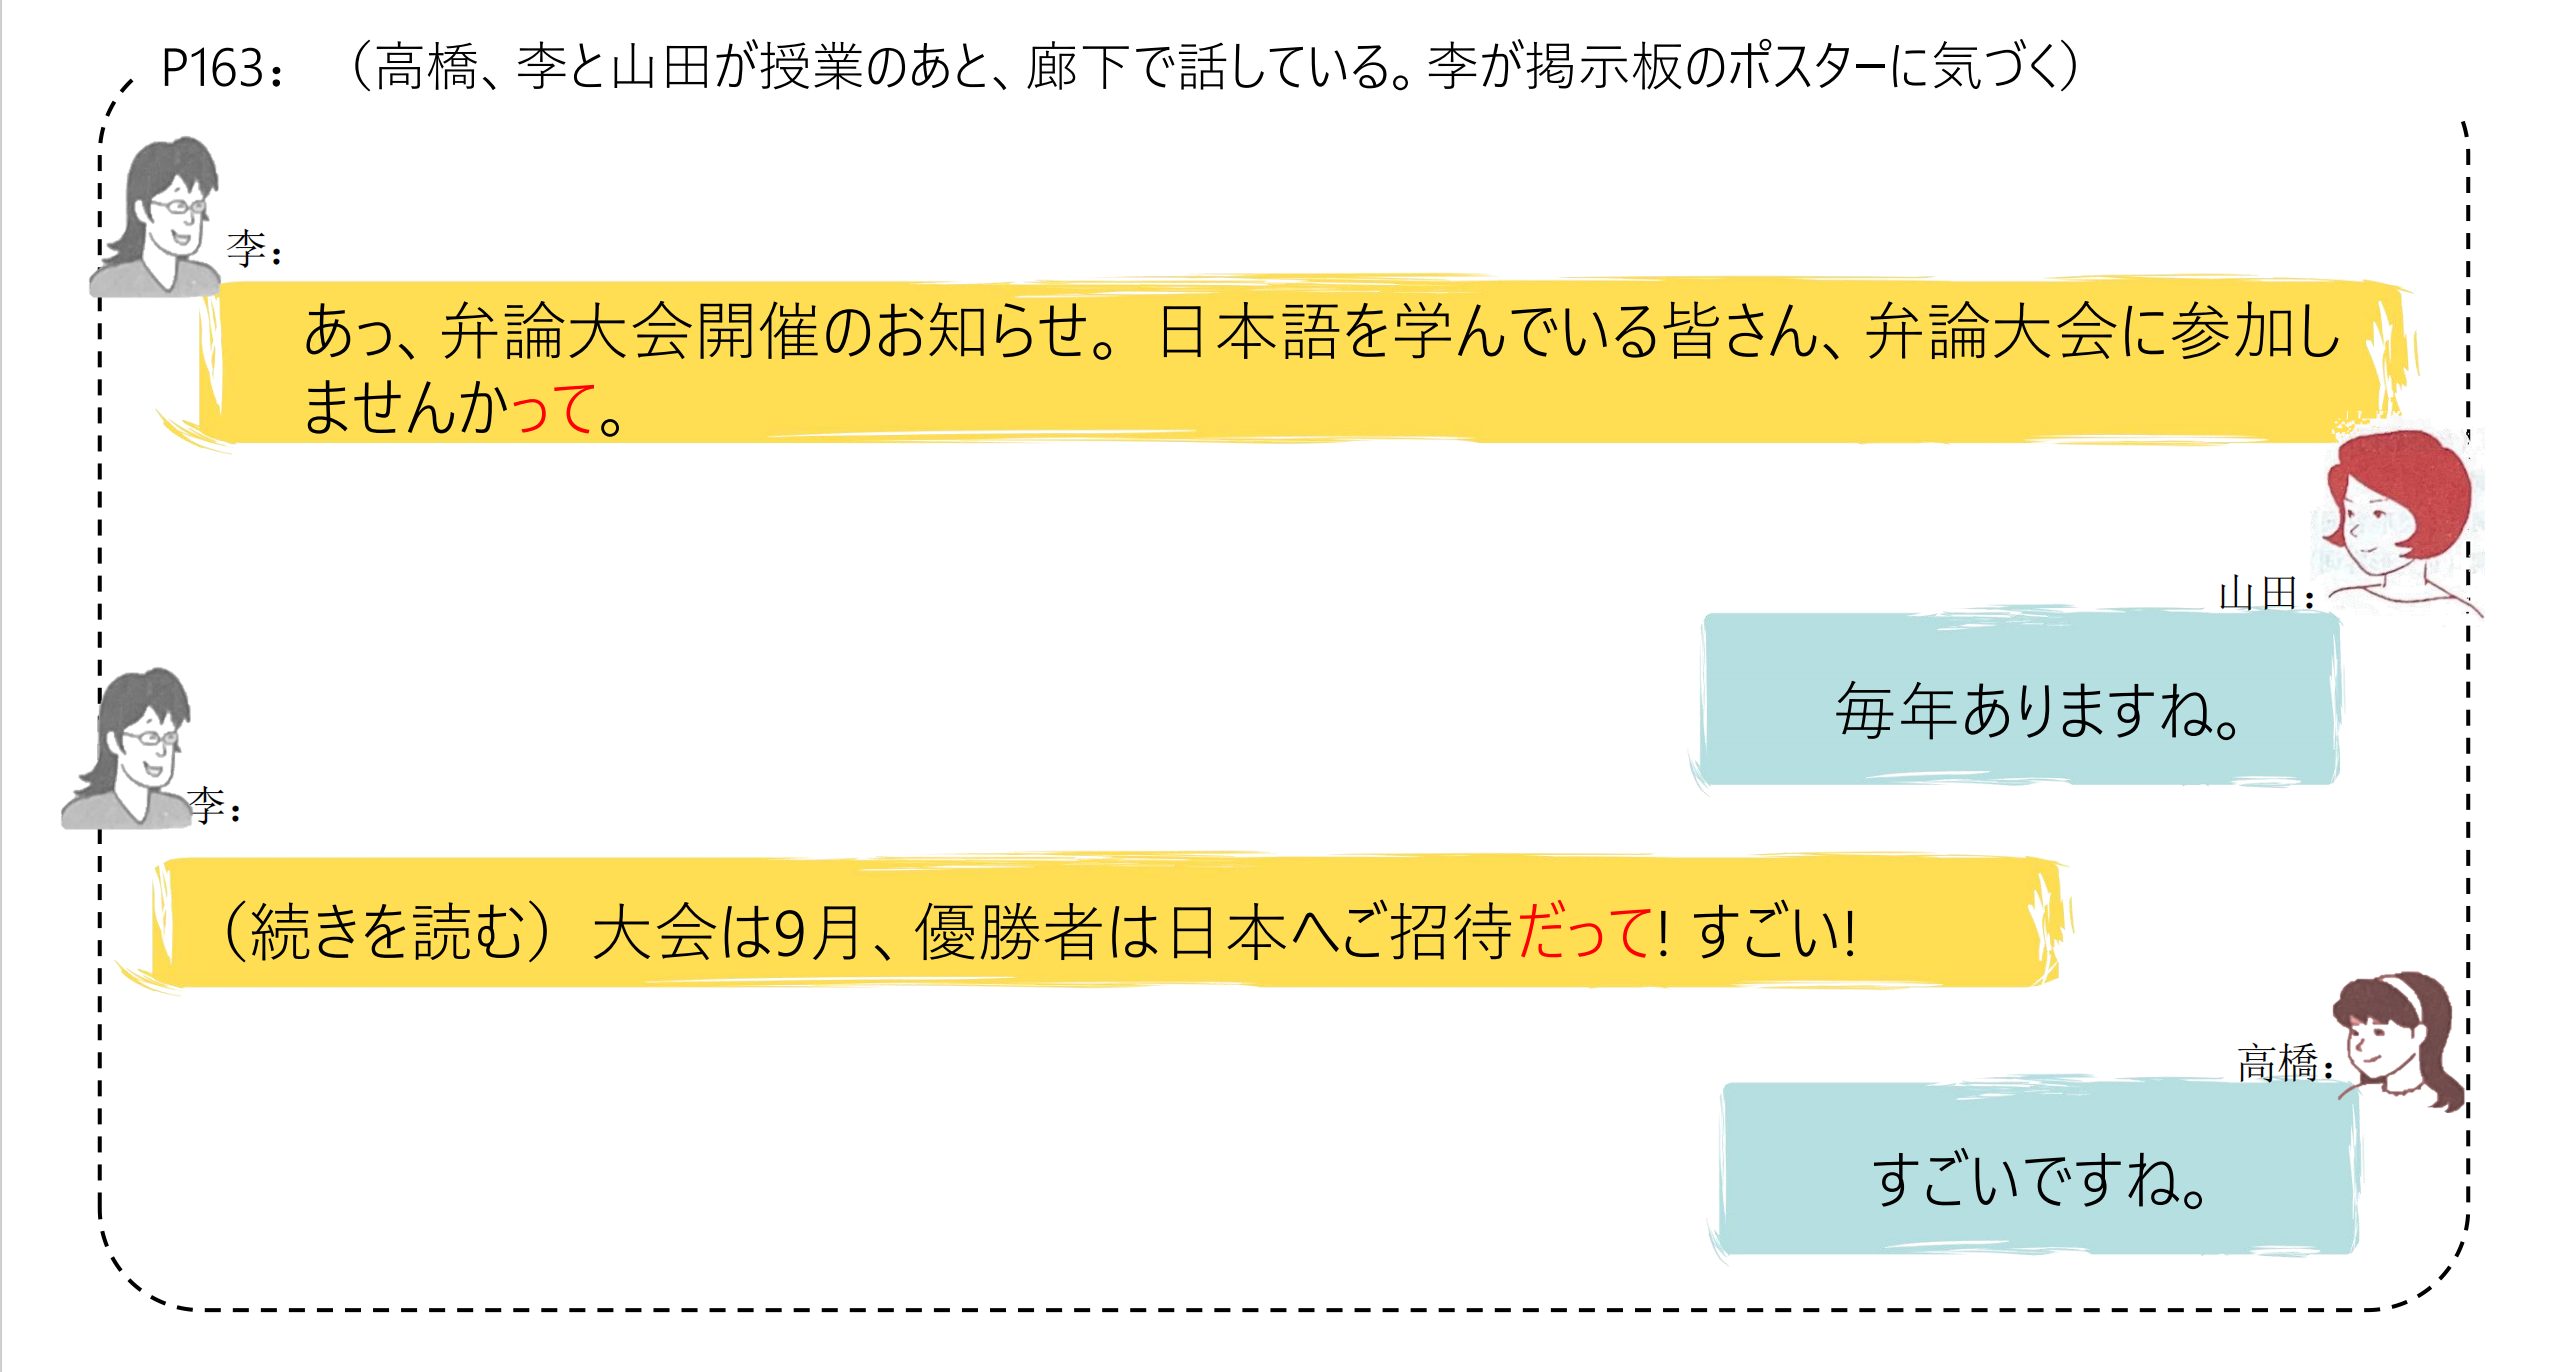 P163：（高橋、李と山田が授業のあと、廊下で話している。李が掲示板のポスターに気づく）
李：
あっ、弁論大会開催のお知らせ。日本語を学んでいる皆さん、弁論大会に参加し
ませんかって。
山田：
毎年ありますね。
李：
（続きを読む）大会は9月、優勝者は日本へご招待だって！すごい！
高橋：
すごいですね。